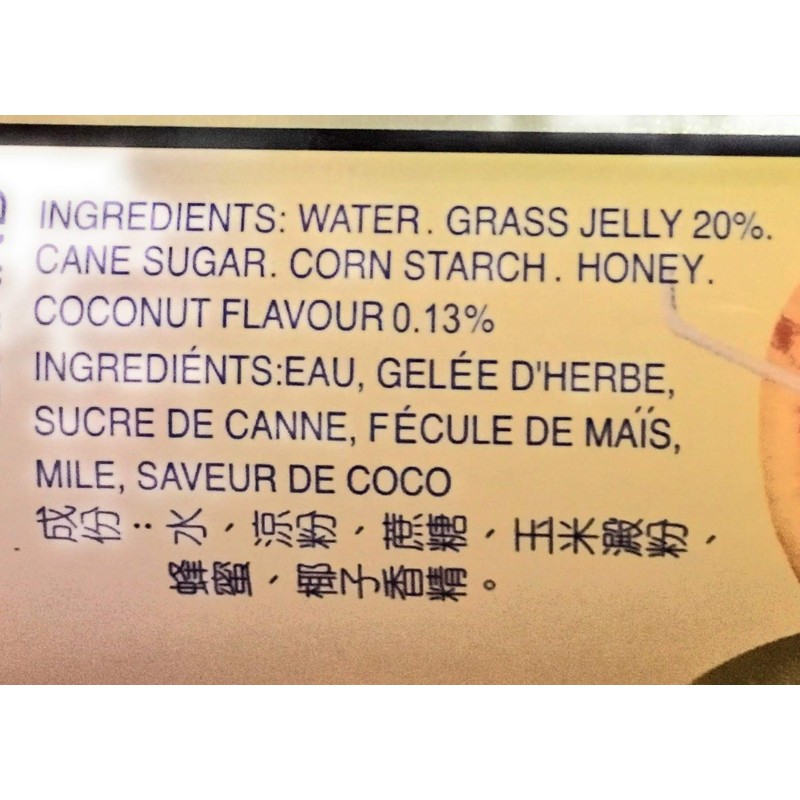 INGREDIENTS: WATER. GRASS JELLY 20%.
CANE SUGAR. CORN STARCH. HONEY.
COCONUT FLAVOUR 0.13%
INGREDIÉNTS:EAU, GELÉE D'HERBE,
SUCRE DE CANNE, FÉCULE DE MAÏS,
MILE, SAVEUR DE COCO
成份：水、涼粉、蔗糖、玉米澱粉、
蜂蜜、椰子香精。